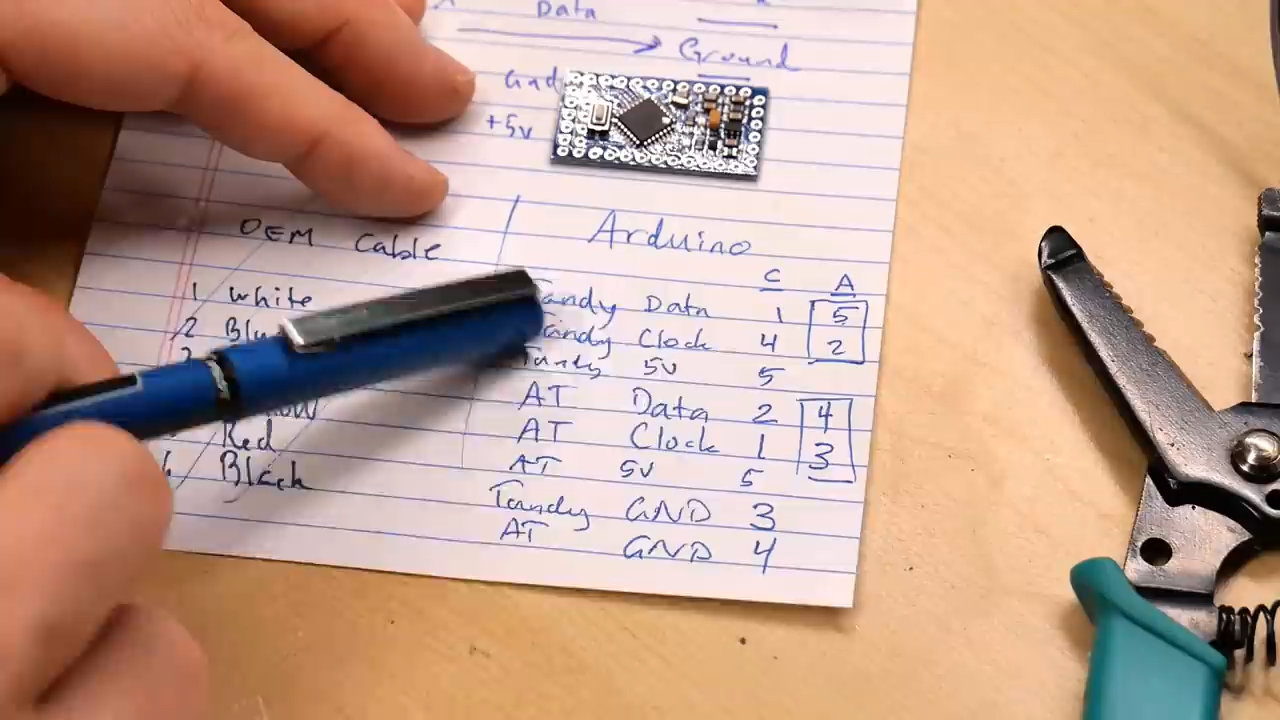 Data
Ground
Gnd
+5v
OEM Cable
Arduino
C A
1 White
Tandy Data 1 5
2
Tandy Clock 4 2
Tandy 5v 5
AT Data 2 4
Red
AT Clock 1 3
Black
AT 5V 5
Tandy GND 3
AT GND 4